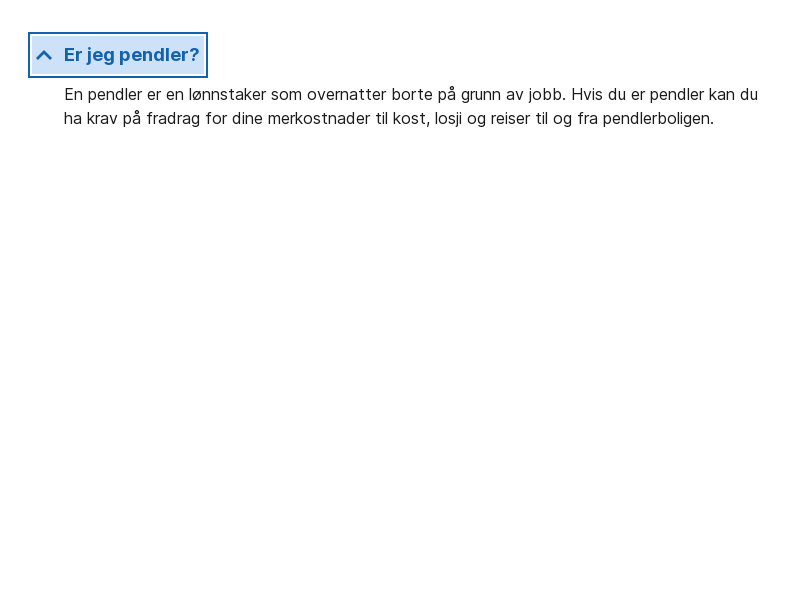 Er jeg pendler?
En pendler er en lønnstaker som overnatter borte på grunn av jobb. Hvis du er pendler kan du
ha krav på fradrag for dine merkostnader til kost, losji og reiser til og fra pendlerboligen.